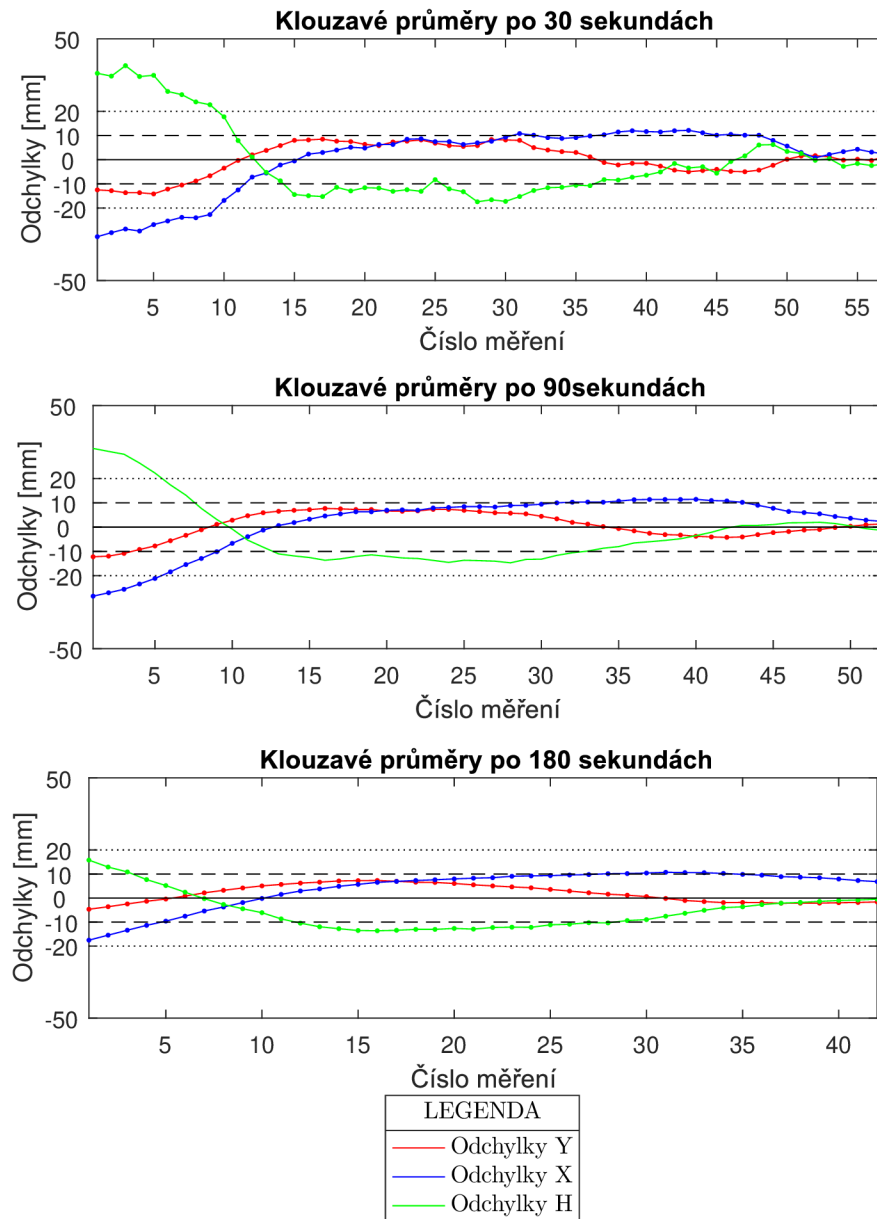 Klouzavé průměry po 30 sekundách
50
20
10
0
-10
-20
-50
Odchylky [mm]
5 10 15 20 25 30 35 40 45 50 55
Číslo měření
Klouzavé průměry po 90sekundách
50
20
10
0
-10
-20
-50
Odchylky [mm]
5 10 15 20 25 30 35 40 45 50
Číslo měření
Klouzavé průměry po 180 sekundách
50
20
10
0
-10
-20
-50
Odchylky [mm]
5 10 15 20 25 30 35 40
Číslo měření
LEGENDA
Odchylky Y
Odchylky X
Odchylky H